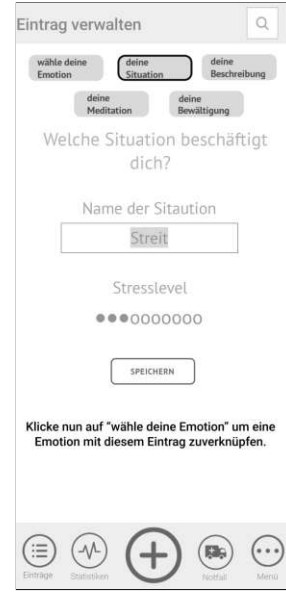 Eintrag verwalten
wähle deine
Emotion
deine
Situation
deine
Beschreibung
deine
Meditation
deine
Bewältigung
Welche Situation beschäftigt
dich?
Name der Sitaution
Streit
Stresslevel
SPEICHERN
Klicke nun auf "wähle deine Emotion" um eine
Emotion mit diesem Eintrag zuverknüpfen.
Einträge
Statistiken
Notfall
Menü